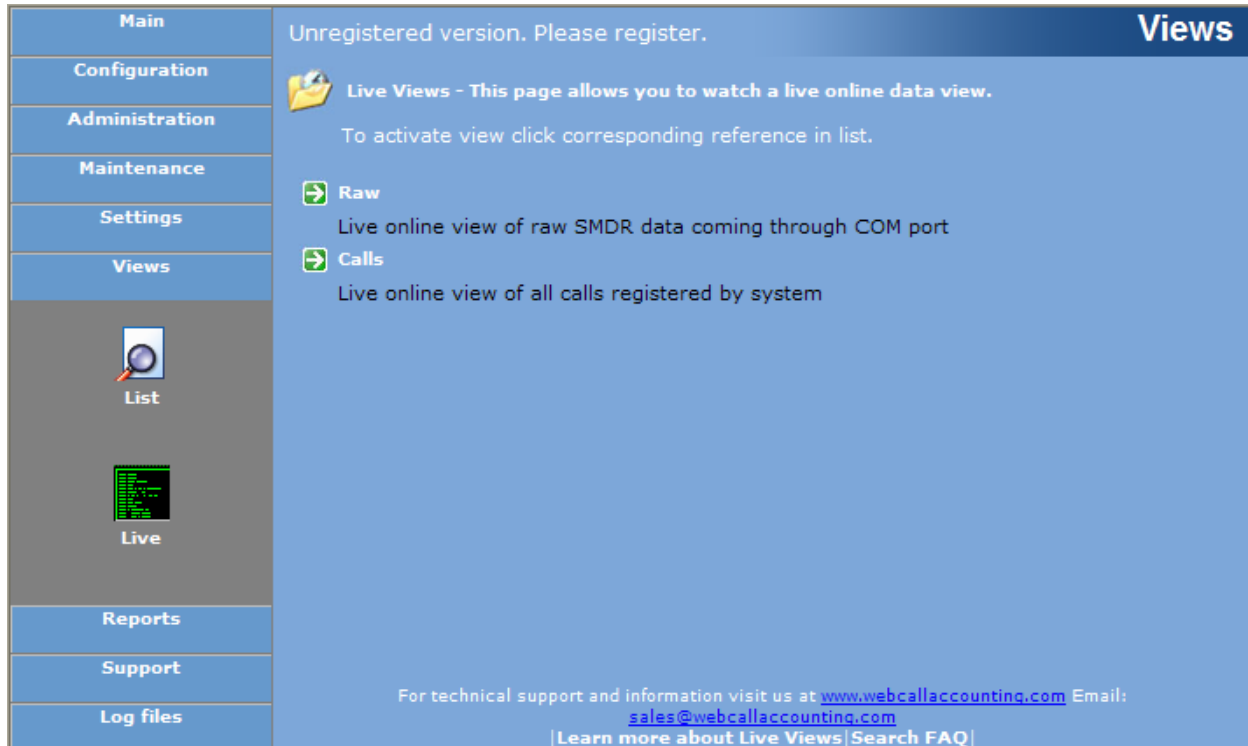 Main
Configuration
Administration
Maintenance
Settings
Views
List
Live
Reports
Support
Log files
Unregistered version. Please register.
Views
Live Views - This page allows you to watch a live online data view.
To activate view click corresponding reference in list.
Raw
Live online view of raw SMDR data coming through COM port
Calls
Live online view of all calls registered by system
For technical support and information visit us at www.webcallaccounting.com Email:
sales@webcallaccounting.com
|Learn more about Live Views|Search FAQ|